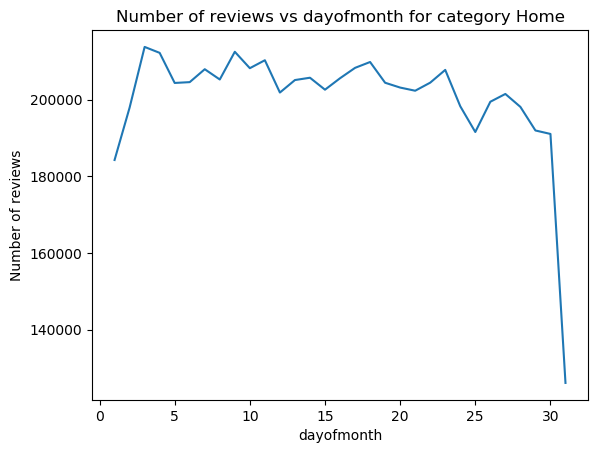 Number of reviews vs dayofmonth for category Home
Number of reviews
200000
180000
160000
140000
0 5 10 15 20 25 30
dayofmonth